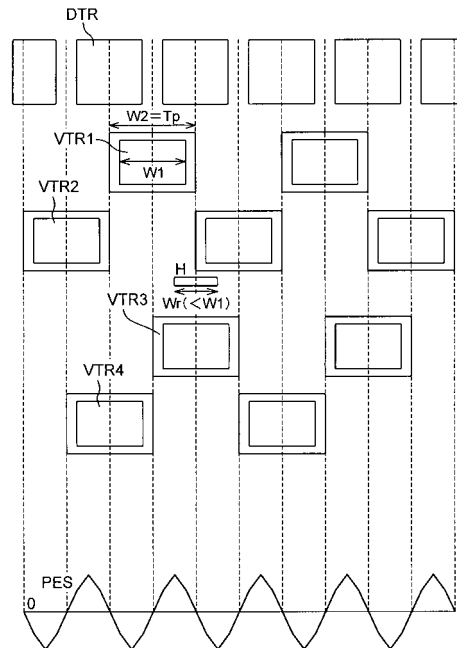 DTR
W2=Tp
VTR1
W1
VTR2
H
Wr(<W1)
VTR3
VTR4
PES
0